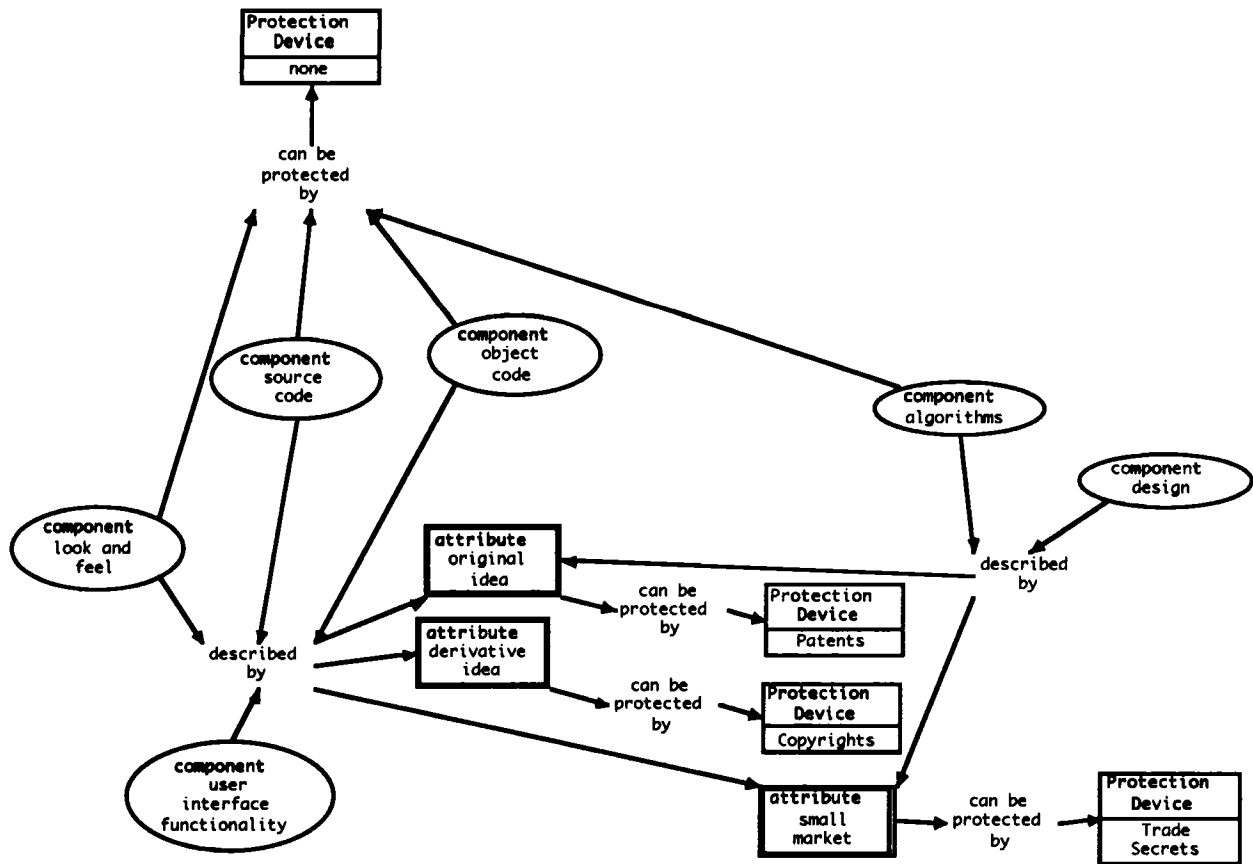 Protection
Device
none
can be
protected
by
component
object
code
component
source
code
component
algorithms
component
design
component
look and
feel
attribute
original
idea
described
by
can be
protected
by
Protection
Device
Patents
attribute
derivative
idea
described
by
can be
protected
by
Protection
Device
Copyrights
component
user
interface
functionality
attribute
small
market
can be
protected
by
Protection
Device
Trade
Secrets